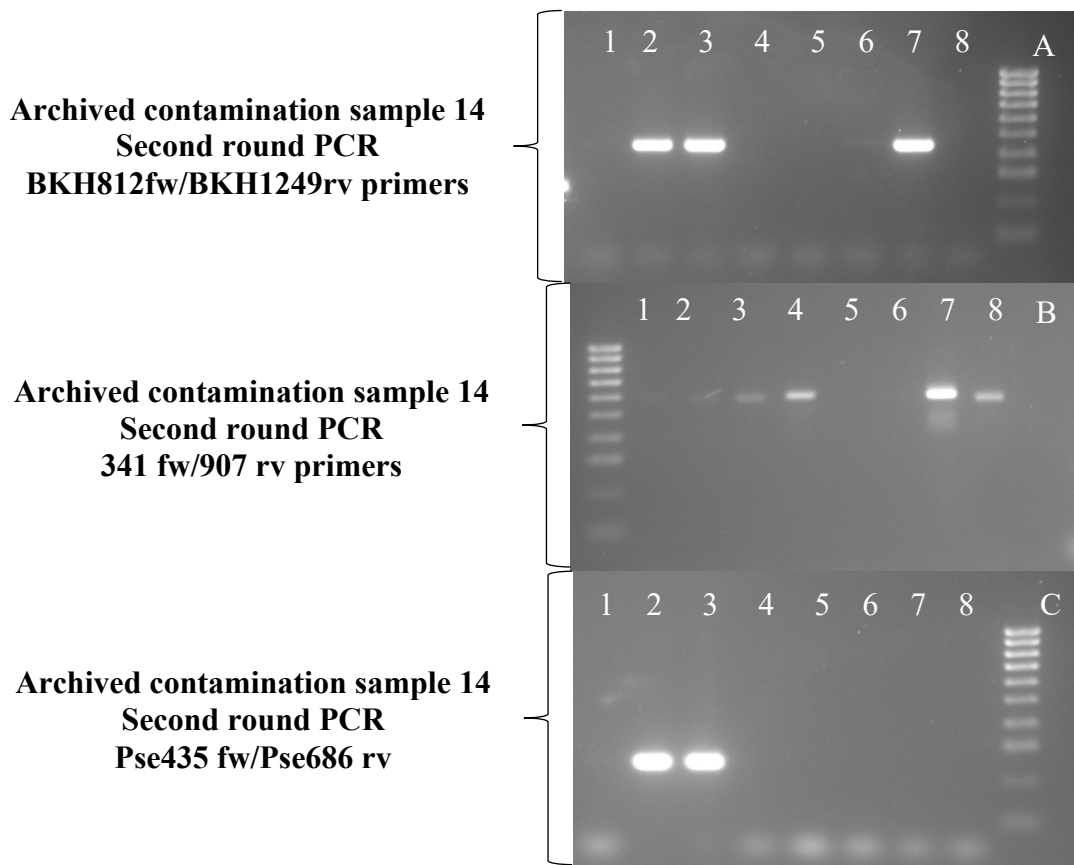 1 2 3 4 5 6 7 8 A
Archived contamination sample 14
Second round PCR
BKH812fw/BKH1249rv primers
1 2 3 4 5 6 7 8 B
Archived contamination sample 14
Second round PCR
341 fw/907 rv primers
1 2 3 4 5 6 7 8 C
Archived contamination sample 14
Second round PCR
Pse435 fw/Pse686 rv